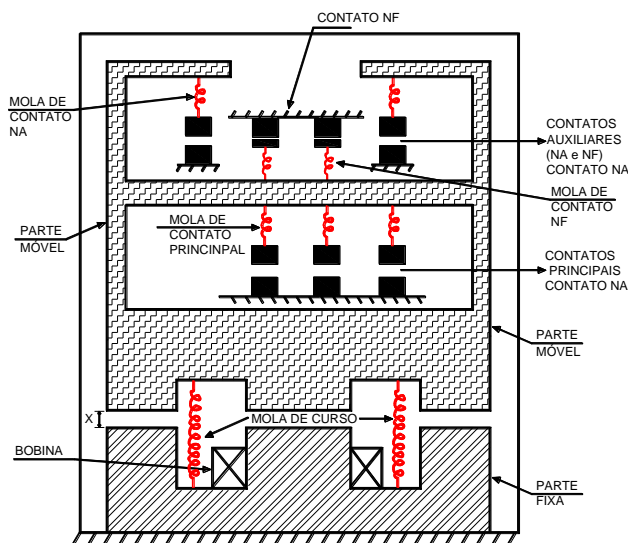 CONTATO NF
MOLA DE
CONTATO
NA
CONTATOS
AUXILIARES
(NA e NF)
CONTATO NA
MOLA DE
CONTATO
NF
PARTE
MÓVEL
MOLA DE
CONTATO
PRINCINPAL
CONTATOS
PRINCIPAIS
CONTATO NA
PARTE
MÓVEL
X
MOLA DE CURSO
BOBINA
PARTE
FIXA